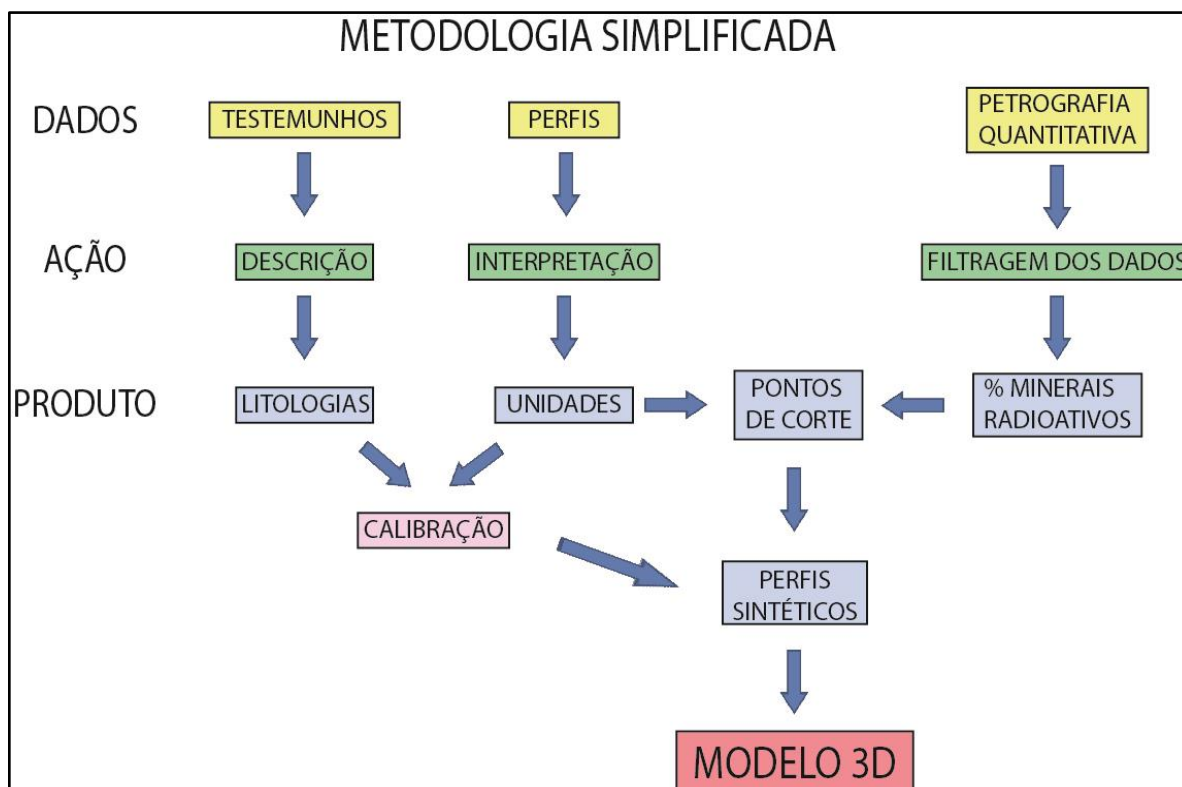 METODOLOGIA SIMPLIFICADA
DADOS
TESTEMUNHOS
PERFIS
PETROGRAFIA
QUANTITATIVA
AÇÃO
DESCRIÇÃO
INTERPRETAÇÃO
FILTRAGEM DOS DADOS
PRODUTO
LITOLOGIAS
UNIDADES
PONTOS
DE CORTE
% MINERAIS
RADIOATIVOS
CALIBRAÇÃO
PERFIS
SINTÉTICOS
MODELO 3D